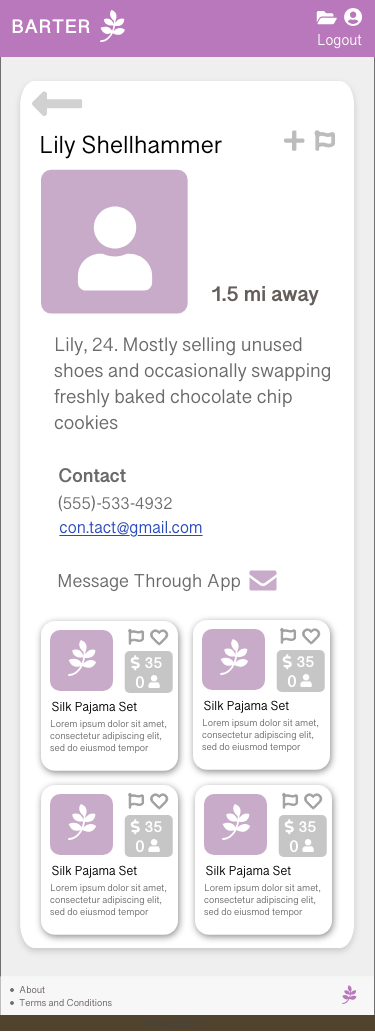 BARTER
Logout
Lily Shellhammer
1.5 mi away
Lily, 24. Mostly selling unused
shoes and occasionally swapping
freshly baked chocolate chip
cookies
Contact
(555)-533-4932
con.tact@gmail.com
Message Through App
$ 35
0
Silk Pajama Set
Lorem ipsum dolor sit amet,
consectetur adipiscing elit,
sed do eiusmod tempor
$ 35
0
Silk Pajama Set
Lorem ipsum dolor sit amet,
consectetur adipiscing elit,
sed do eiusmod tempor
$ 35
0
Silk Pajama Set
Lorem ipsum dolor sit amet,
consectetur adipiscing elit,
sed do eiusmod tempor
$ 35
0
Silk Pajama Set
Lorem ipsum dolor sit amet,
consectetur adipiscing elit,
sed do eiusmod tempor
• About
• Terms and Conditions